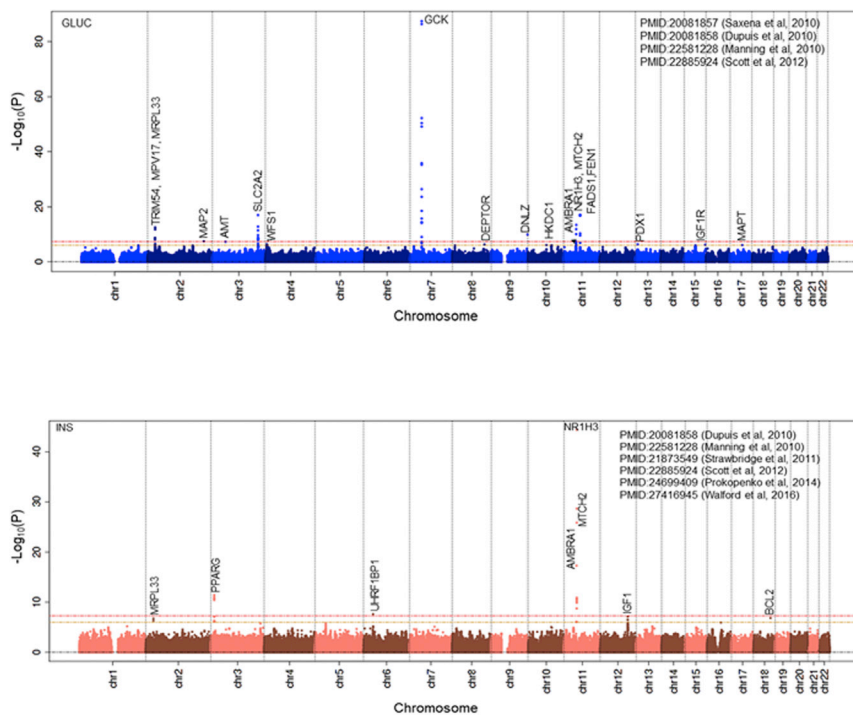 GLUC
GCK
PMID:20081857 (Saxena et al, 2010)
PMID:20081858 (Dupuis et al, 2010)
PMID:22581228 (Manning et al, 2010)
PMID:22885924 (Scott et al, 2012)
-Log10(P)
80
60
40
20
0
TRIM54, MPV17, MRPL33
MAP2
AMT
SLC2A2
WFS1
DEPTOR
DNLZ
HKDC1
AMBRA1
NR1H3, MTCH2
FADS1,FEN1
PDX1
IGF1R
MAPT
chr1 chr2 chr3 chr4 chr5 chr6 chr7 chr8 chr9 chr10 chr11 chr12 chr13 chr14 chr15 chr16 chr17 chr18 chr19 chr20 chr21 chr22
Chromosome
INS
NR1H3
PMID:20081858 (Dupuis et al, 2010)
PMID:22581228 (Manning et al, 2010)
PMID:21873549 (Strawbridge et al, 2011)
PMID:22885924 (Scott et al, 2012)
PMID:24699409 (Prokopenko et al, 2014)
PMID:27416945 (Walford et al, 2016)
-Log10(P)
40
30
20
10
0
MRPL33
PPARG
UHRF1BP1
AMBRA1
MTCH2
IGF1
BCL2
chr1 chr2 chr3 chr4 chr5 chr6 chr7 chr8 chr9 chr10 chr11 chr12 chr13 chr14 chr15 chr16 chr17 chr18 chr19 chr20 chr21 chr22
Chromosome